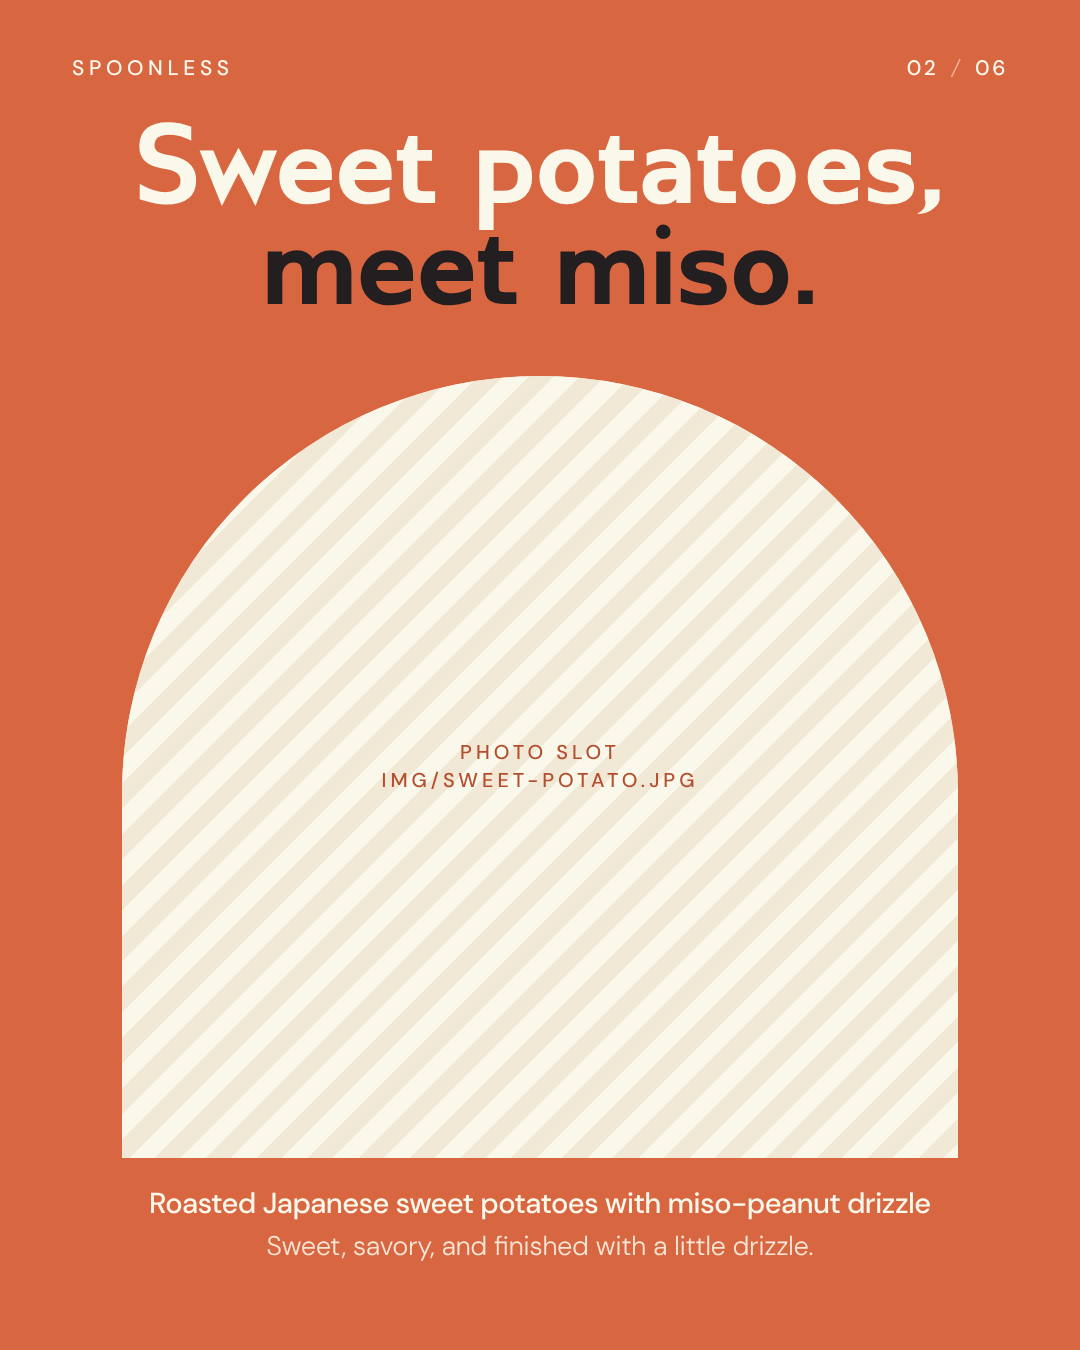 SPOONLESS
02 / 06
Sweet potatoes,
meet miso.
PHOTO SLOT
IMG/SWEET-POTATO.JPG
Roasted Japanese sweet potatoes with miso-peanut drizzle
Sweet, savory, and finished with a little drizzle.